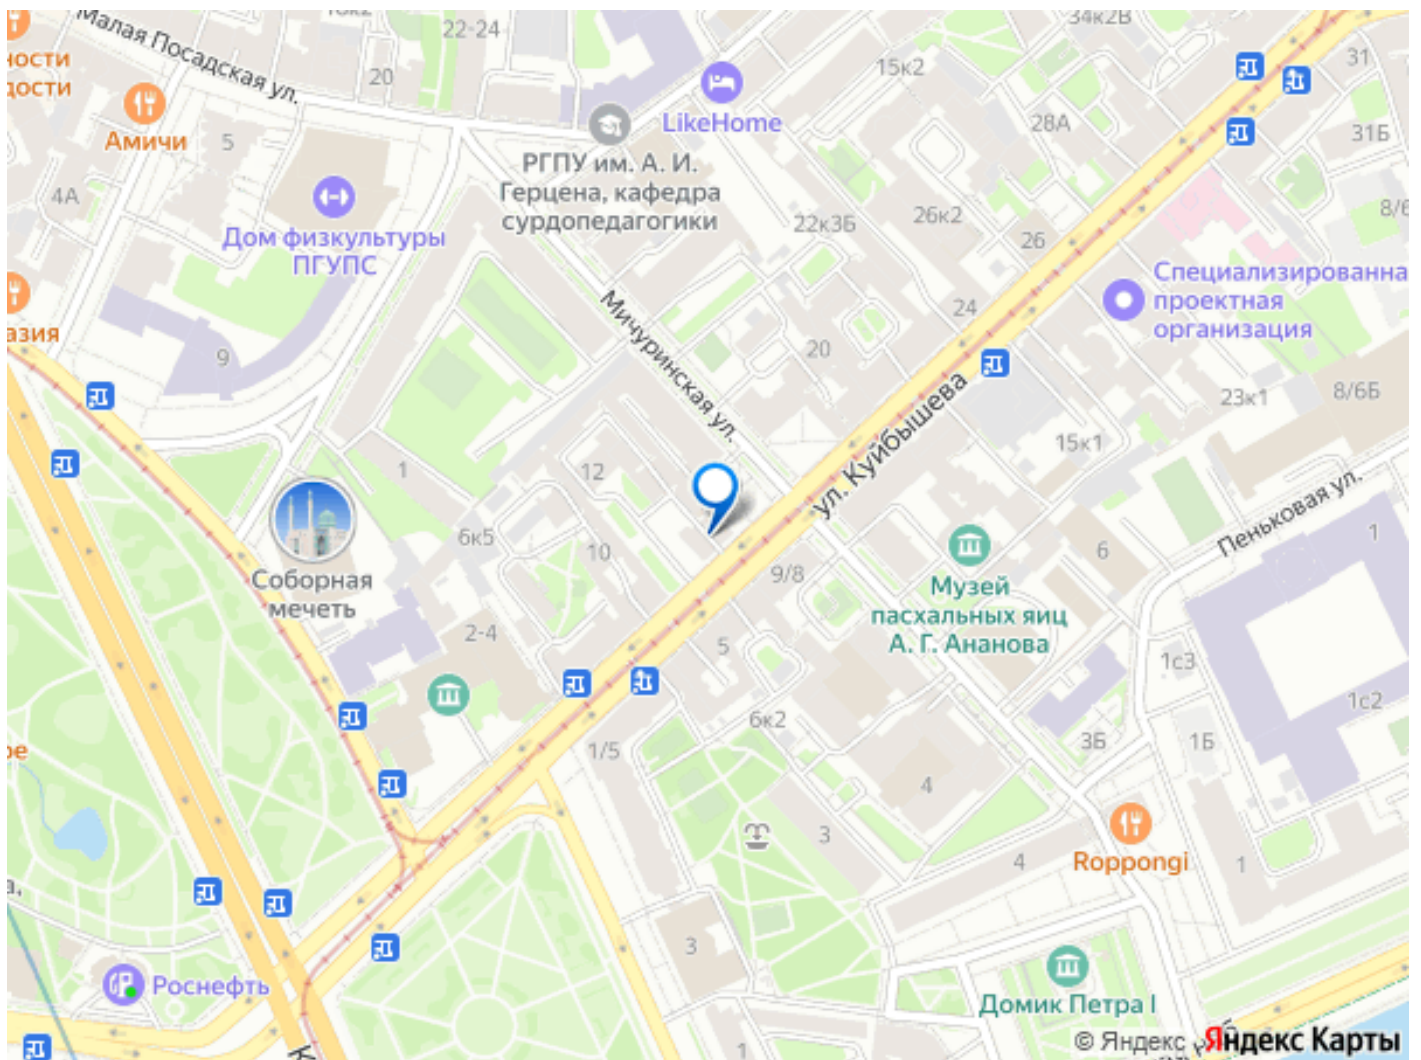 22-24
34к2В
Малая Посадская ул.
20
15к2
31
Амичи
5
LikeHome
28А
31Б
РГПУ им. А. И.
Герцена, кафедра
сурдопедагогики
4А
22к3Б
26к2
26
Дом физкультуры
ПГУПС
Специализированна
проектная
организация
24
9
Мичуринская ул.
20
ул. Куйбышева
23к1
8/6Б
15к1
1
12
Пеньковая ул.
6к5
10
9/8
6
1
Соборная
мечеть
Музей
пасхальных яиц
А. Г. Ананова
2-4
5
1с3
1с2
6к2
3Б
1Б
1/5
4
3
Roppongi
4
1
3
Роснефть
Домик Петра I
1
© Яндекс
Яндекс Карты